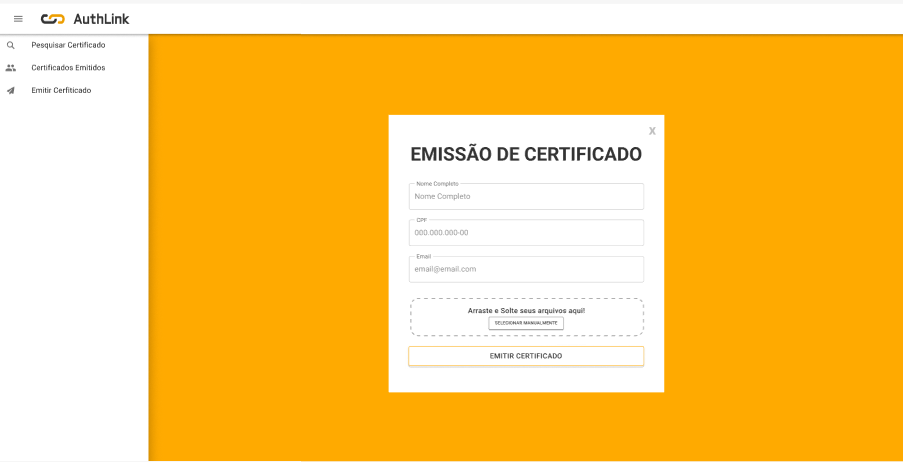 AuthLink
Pesquisar Certificado
Certificados Emitidos
Emitir Cerfiticado
X
EMISSÃO DE CERTIFICADO
Nome Completo
Nome Completo
CPF
000.000.000-00
Email
email@email.com
Arraste e Solte seus arquivos aqui!
SELECIONAR MANUALMENTE
EMITIR CERTIFICADO